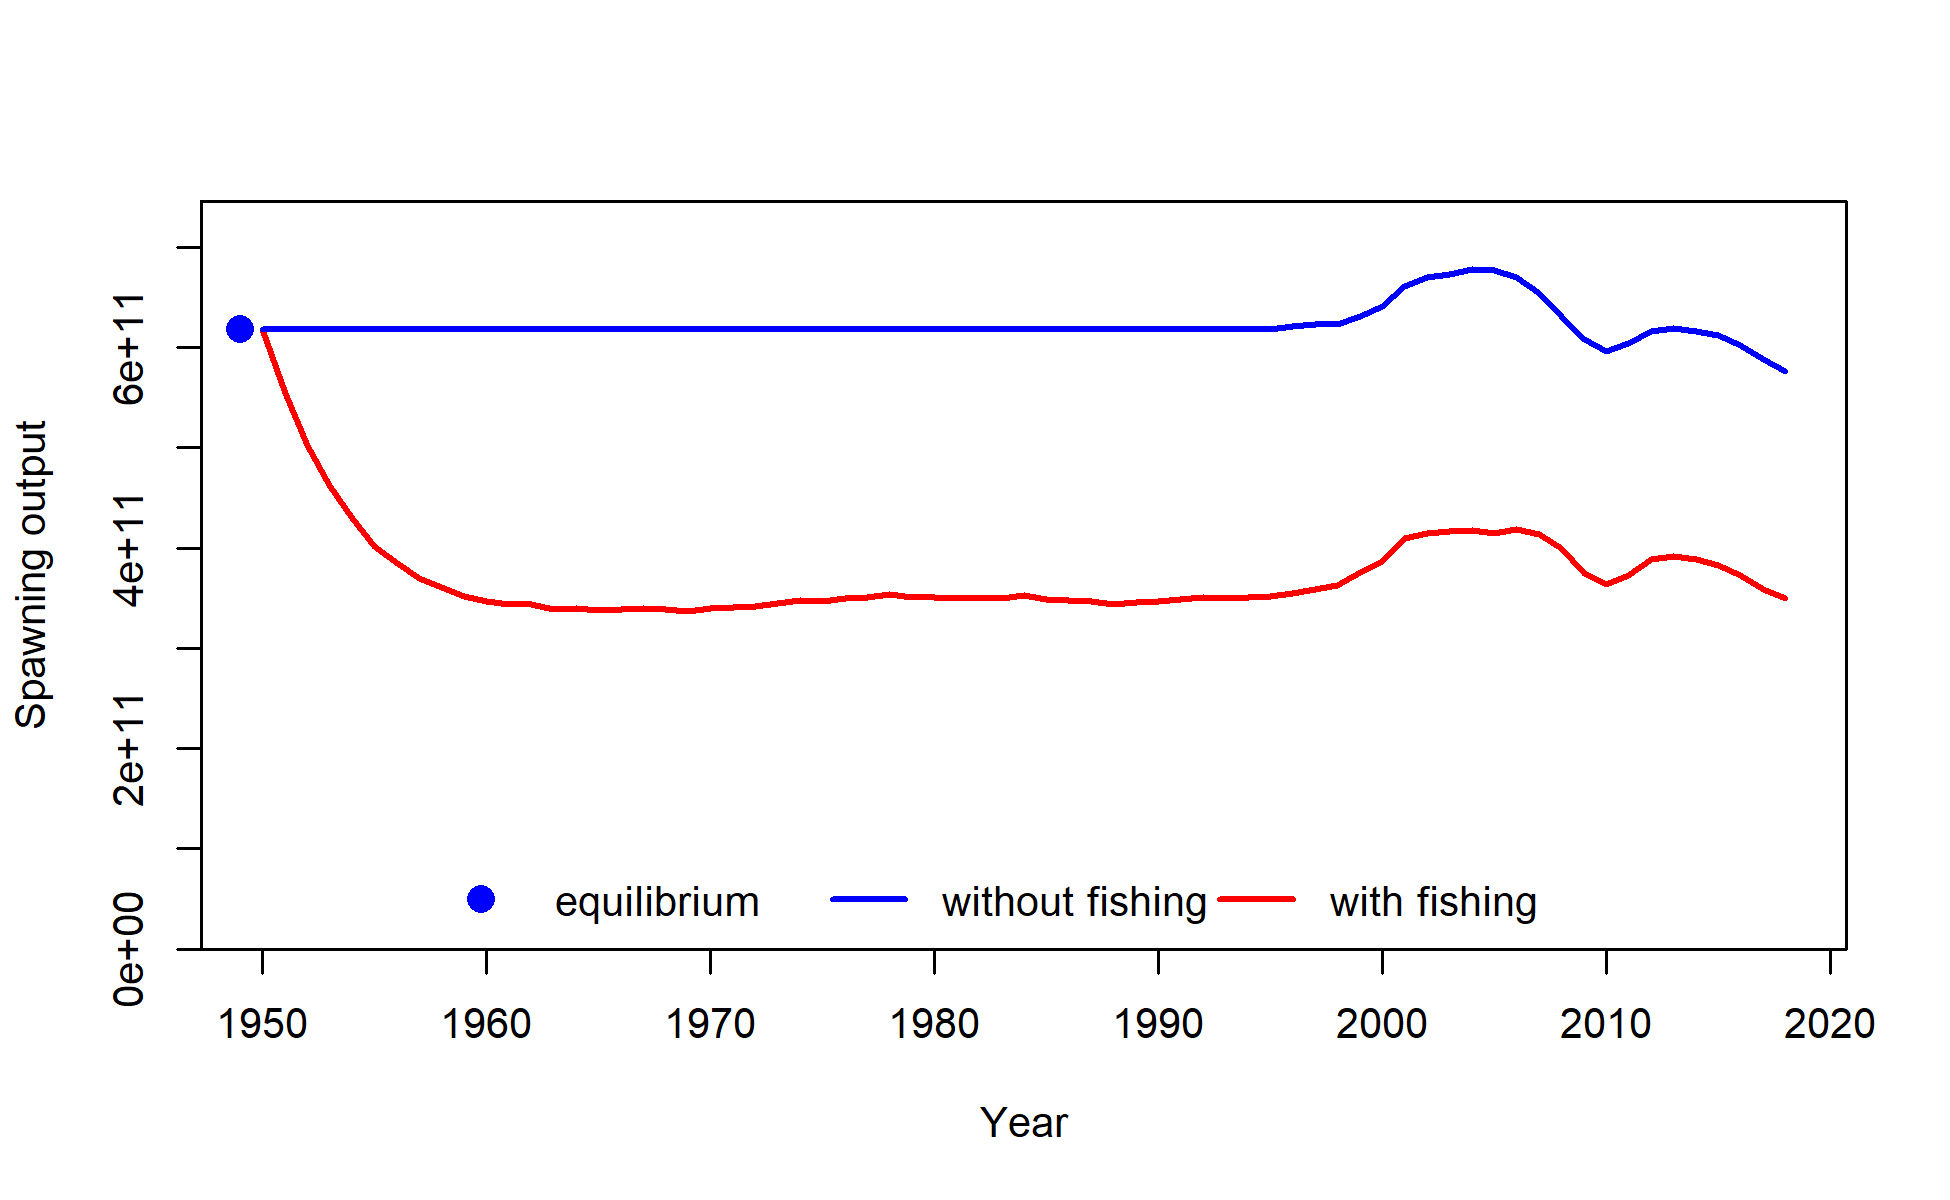 Spawning output
6e+11
4e+11
2e+11
0e+00
equilibrium without fishing with fishing
1950 1960 1970 1980 1990 2000 2010 2020
Year